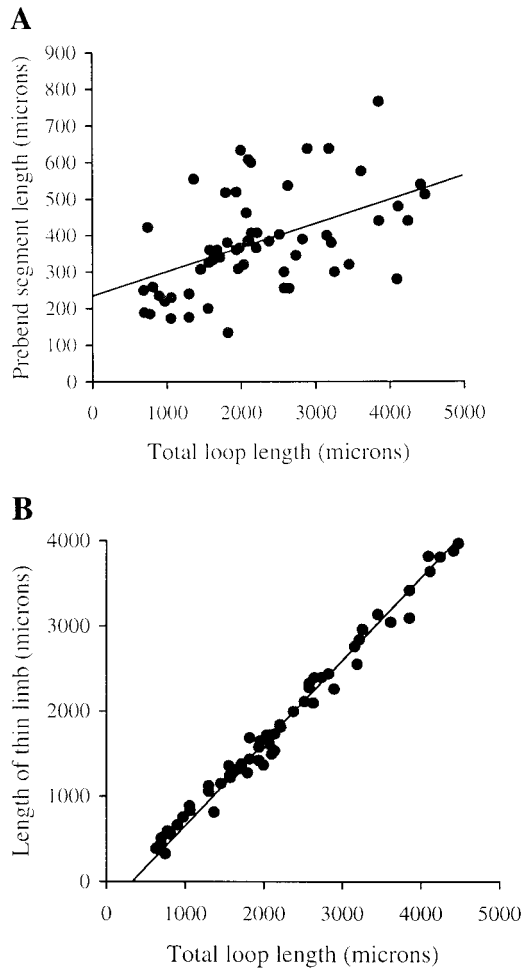 A
900
800
700
600
500
400
300
200
100
0
Prebend segment length (microns)
0 1000 2000 3000 4000 5000
Total loop length (microns)
B
4000
3000
2000
1000
0
Length of thin limb (microns)
0 1000 2000 3000 4000 5000
Total loop length (microns)